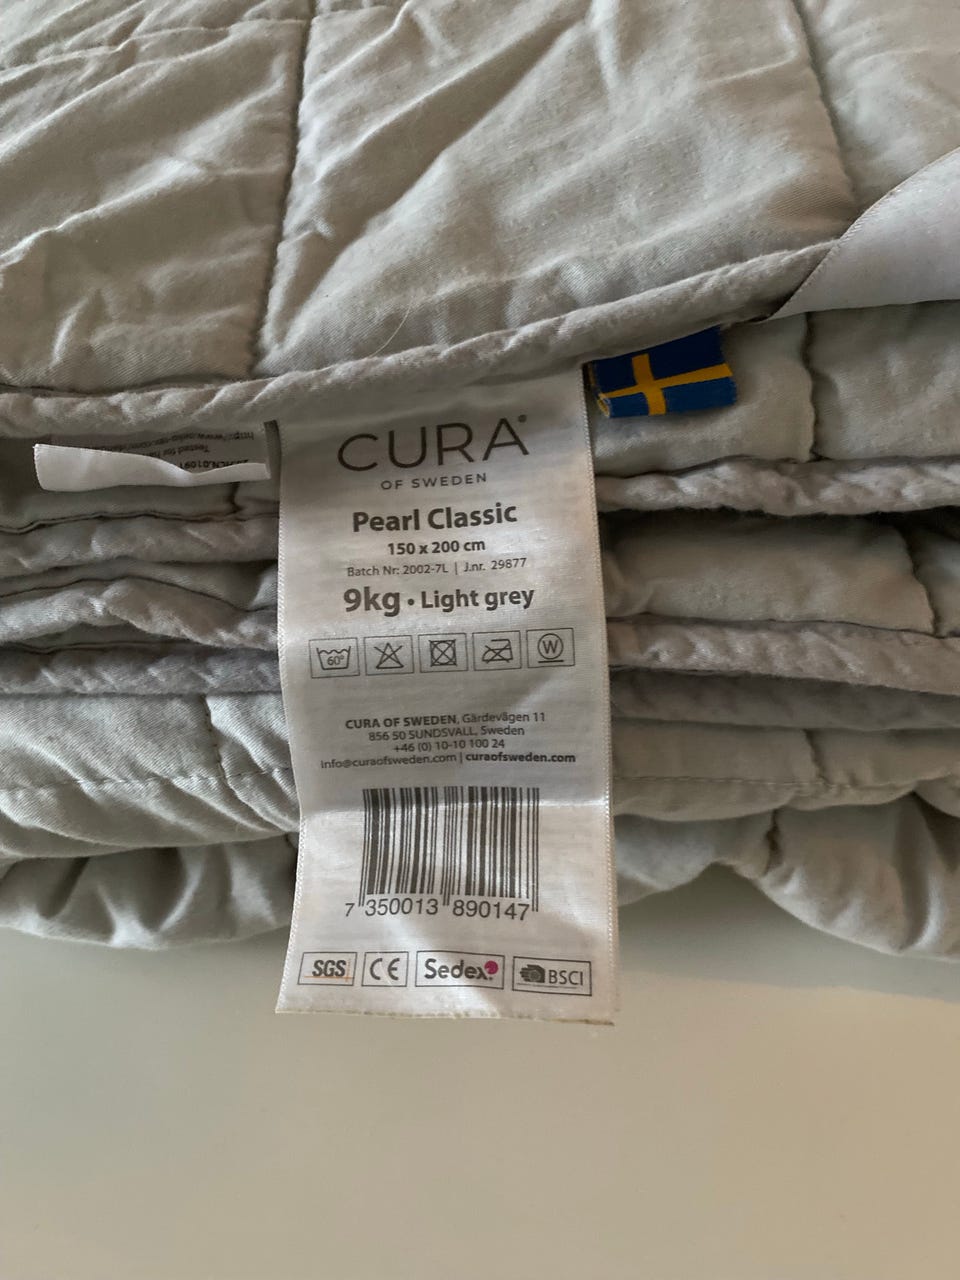 CURA®
OF SWEDEN
Pearl Classic
150 x 200 cm
Batch Nr: 2002-7L | J.nr. 29877
9kg • Light grey
60°
W
CURA OF SWEDEN, Gärdevägen 11
856 50 SUNDSVALL, Sweden
+46 (0) 10-10 100 24
info@curaofsweden.com | curaofsweden.com
7 350013 890147
SGS CE Sedex BSCI
Tested for